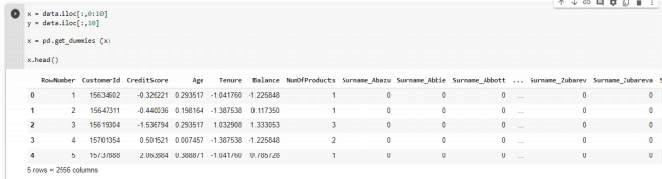 x = data.iloc[:,0:10]
y = data.iloc[:,10]
x = pd.get_dummies (x)
x.head()
RowNumber CustomerId CreditScore Age Tenure Balance NumOfProducts Surname_Abazu Surname_Abbie Surname_Abbott ... Surname_Zubarev Surname_Zubareva S
0 1 15634602 -0.326221 0.293517 -1.041760 -1.225848 1 0 0 0 ... 0 0
1 2 15647311 -0.440036 0.198164 -1.387538 0.117350 1 0 0 0 ... 0 0
2 3 15619304 -1.536794 0.293517 1.032908 1.333053 3 0 0 0 ... 0 0
3 4 15701354 0.501521 0.007457 -1.387538 -1.225848 2 0 0 0 ... 0 0
4 5 15737888 2.063884 0.388871 -1.041760 0.785728 1 0 0 0 ... 0 0
5 rows × 2956 columns